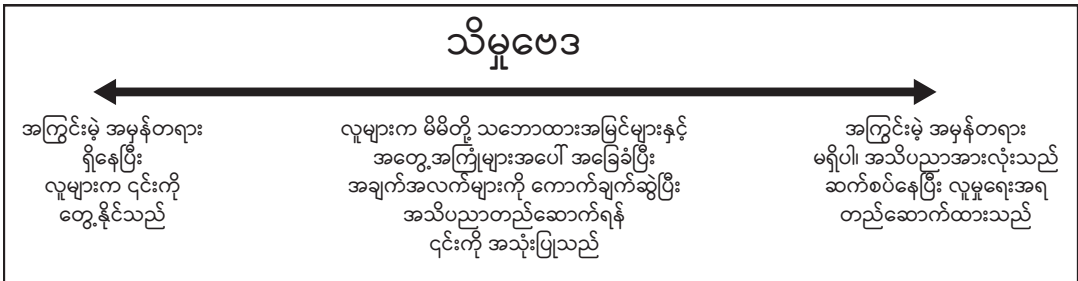 သိမှုဗေဒ
အကြွင်းမဲ့ အမှန်တရား
ရှိနေပြီး
လူများက ၎င်းကို
တွေ့နိုင်သည်
လူများက မိမိတို့ သဘောထားအမြင်များနှင့်
အတွေ့အကြုံများအပေါ် အခြေခံပြီး
အချက်အလက်များကို ကောက်ချက်ဆွဲပြီး
အသိပညာတည်ဆောက်ရန်
၎င်းကို အသုံးပြုသည်
အကြွင်းမဲ့ အမှန်တရား
မရှိပါ၊ အသိပညာအားလုံးသည်
ဆက်စပ်နေပြီး လူမှုရေးအရ
တည်ဆောက်ထားသည်